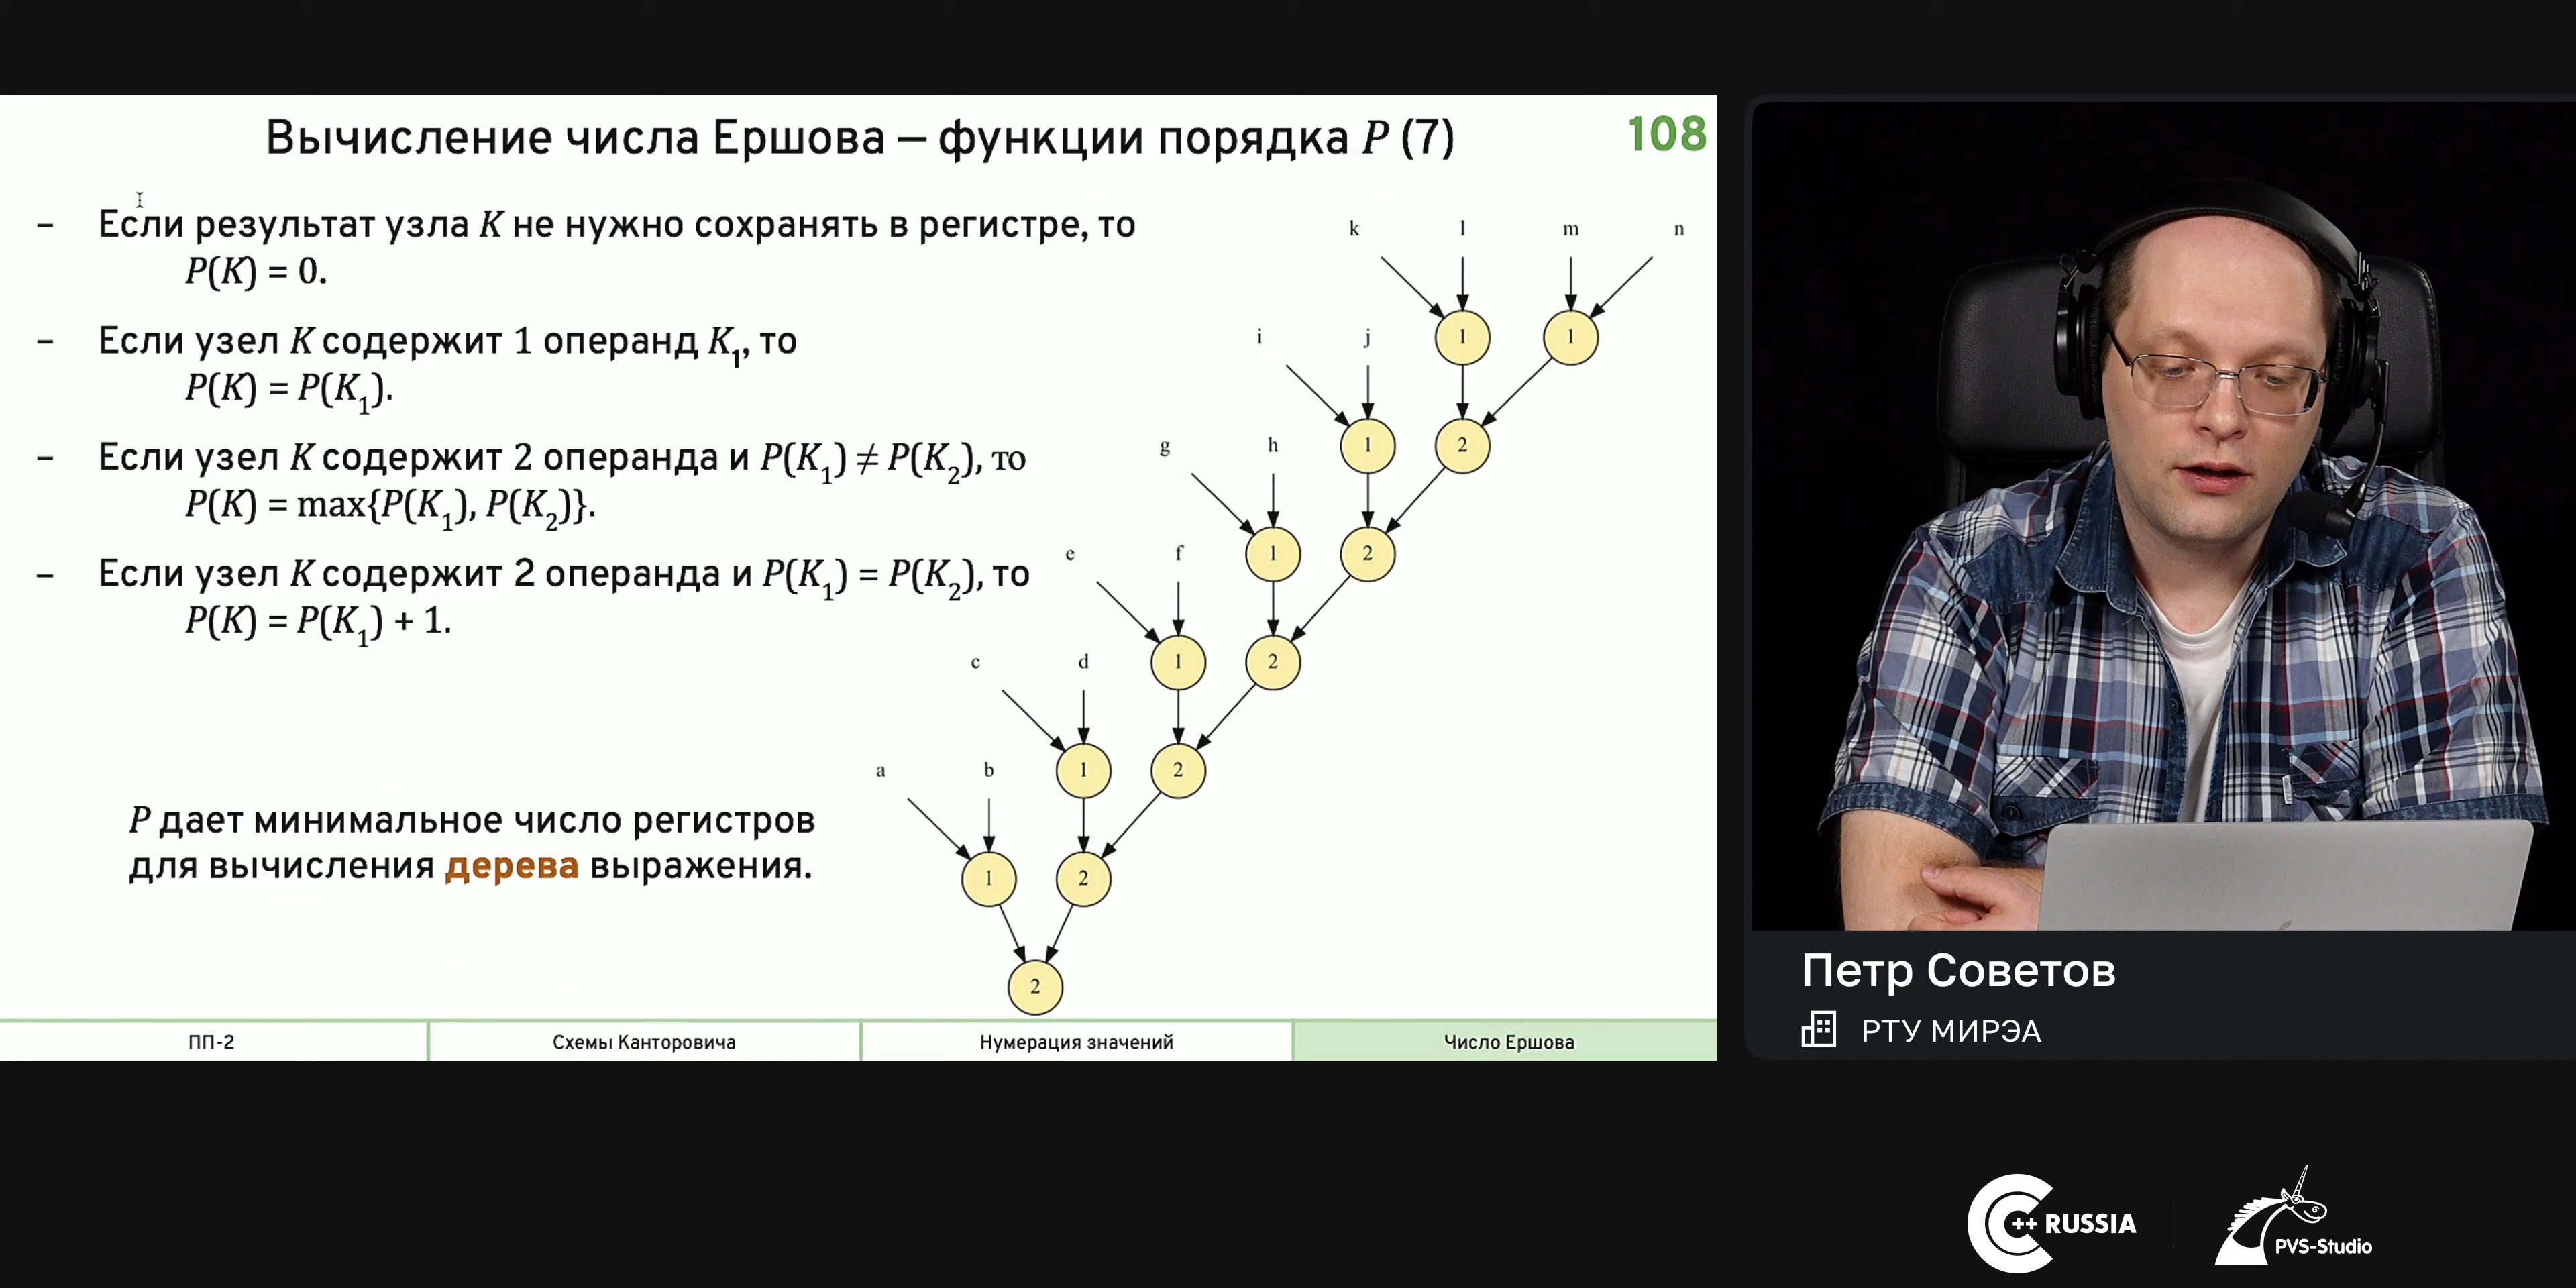 Вычисление числа Ершова — функции порядка P (7)
108
– Если результат узла K не нужно сохранять в регистре, то
P(K) = 0.
– Если узел K содержит 1 операнд K₁, то
P(K) = P(K₁).
– Если узел K содержит 2 операнда и P(K₁) ≠ P(K₂), то
P(K) = max{P(K₁), P(K₂)}.
– Если узел K содержит 2 операнда и P(K₁) = P(K₂), то
P(K) = P(K₁) + 1.
P дает минимальное число регистров
для вычисления дерева выражения.
k l m n
i j 1 1
g h 1 2
e f 1 2
c d 1 2
a b 1 2
1 2
2
ПП-2
Схемы Канторовича
Нумерация значений
Число Ершова
Петр Советов
РТУ МИРЭА
C++ RUSSIA
PVS-Studio